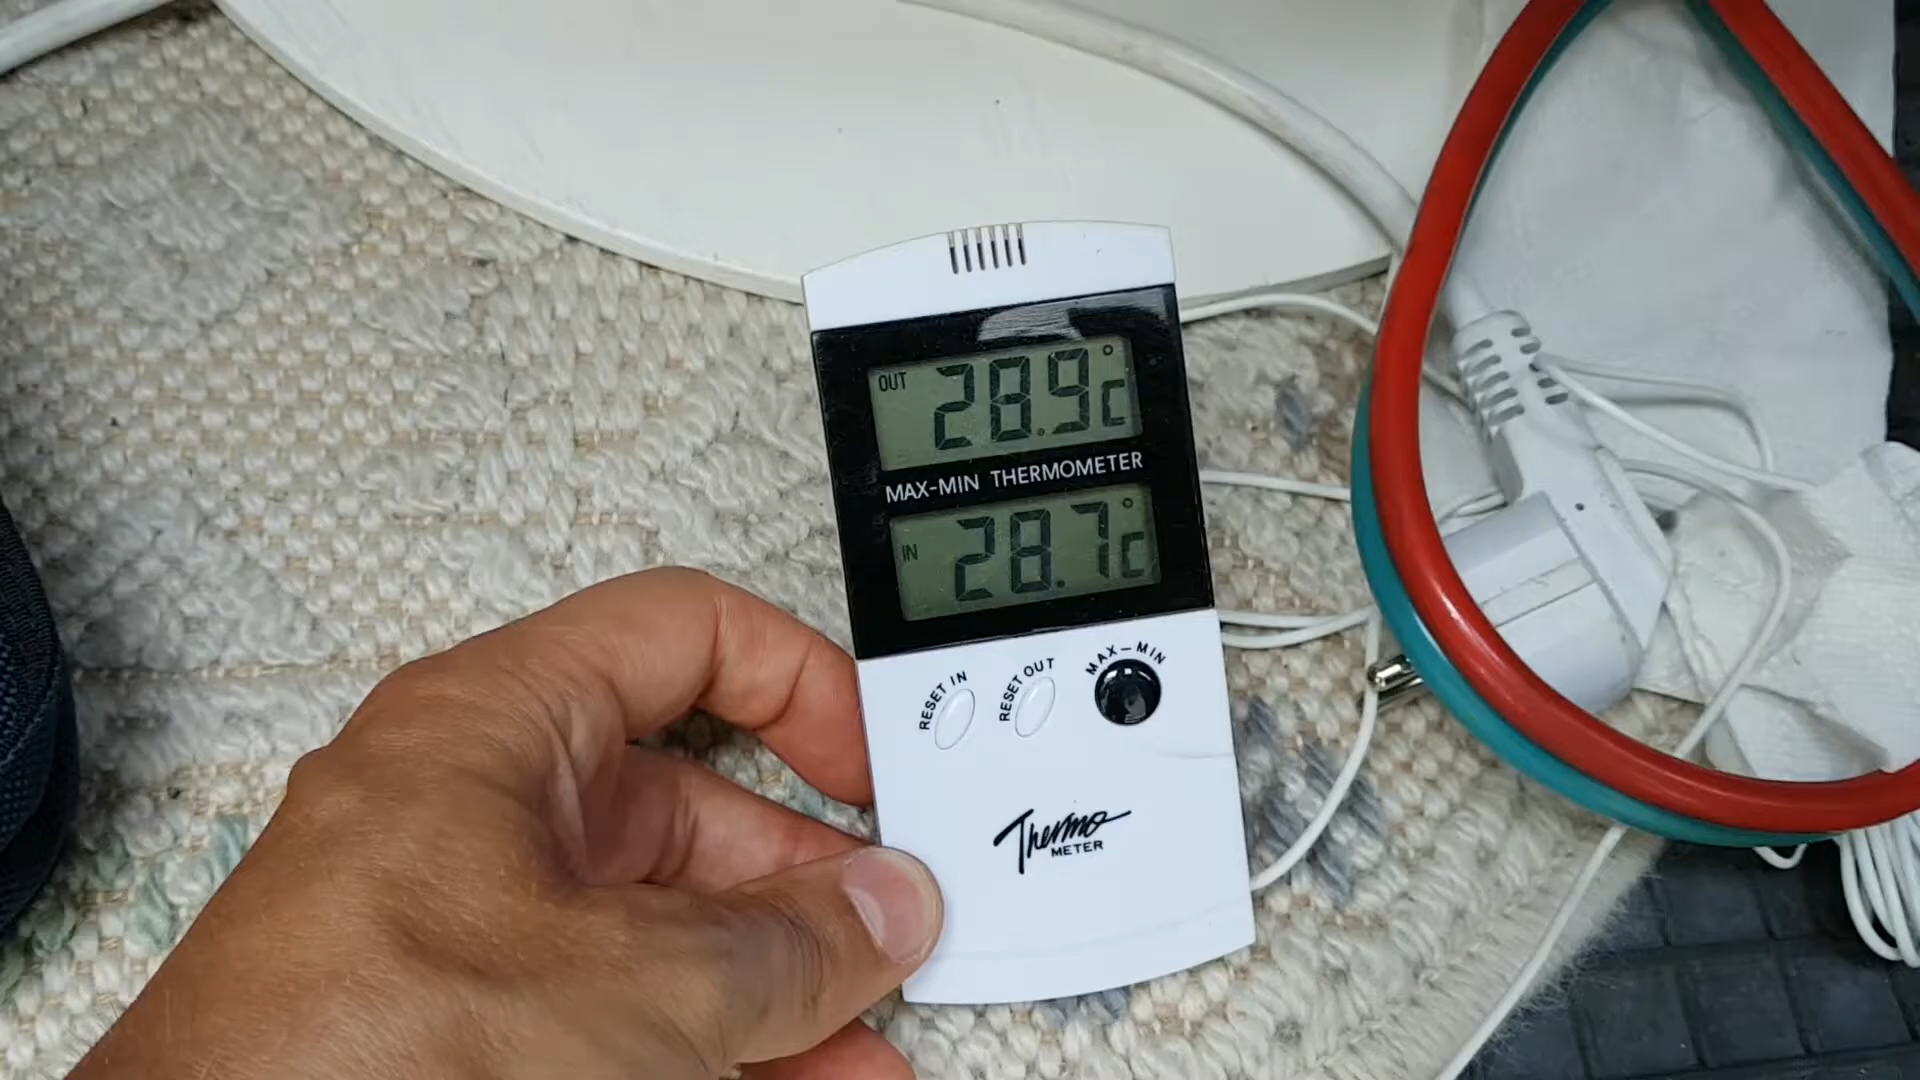 OUT 28.9°C
MAX-MIN THERMOMETER
IN 28.7°C
RESET IN
RESET OUT
MAX-MIN
Thermo
METER